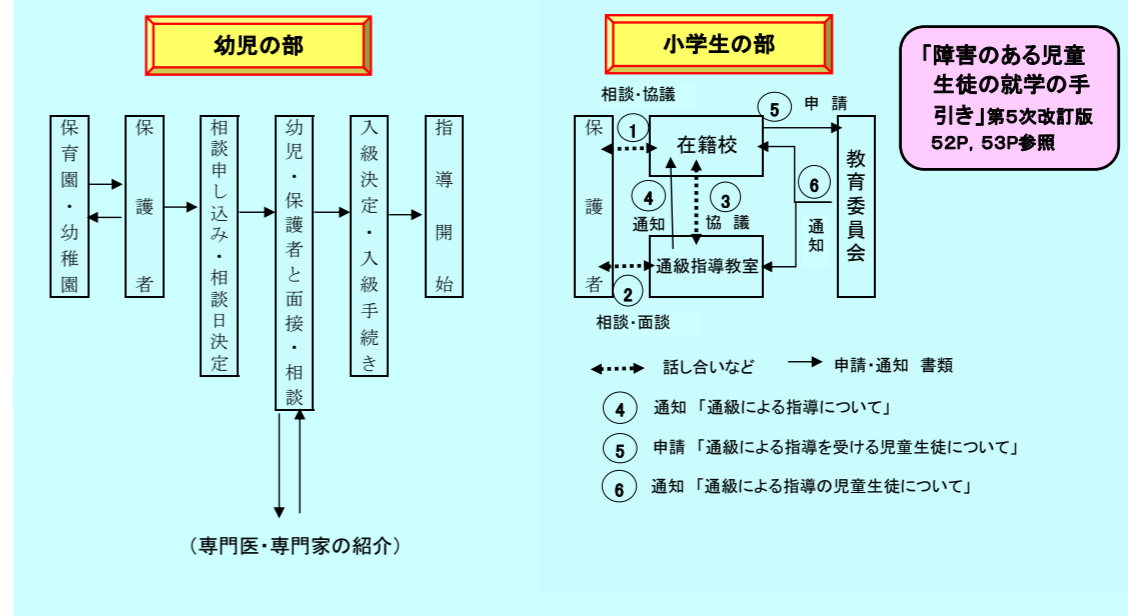 幼児の部
保育園・幼稚園
保護者
相談申し込み・相談日決定
幼児・保護者と面接・相談
入級決定・入級手続き
指導開始
（専門医・専門家の紹介）
小学生の部
「障害のある児童
生徒の就学の手
引き」第5次改訂版
52P，53P参照
相談・協議
保護者
1
在籍校
5 申　請
教育委員会
4
通知
3
協　議
6
通知
通級指導教室
2
相談・面談
話し合いなど
申請・通知　書類
4 通知　「通級による指導について」
5 申請　「通級による指導を受ける児童生徒について」
6 通知　「通級による指導の児童生徒について」